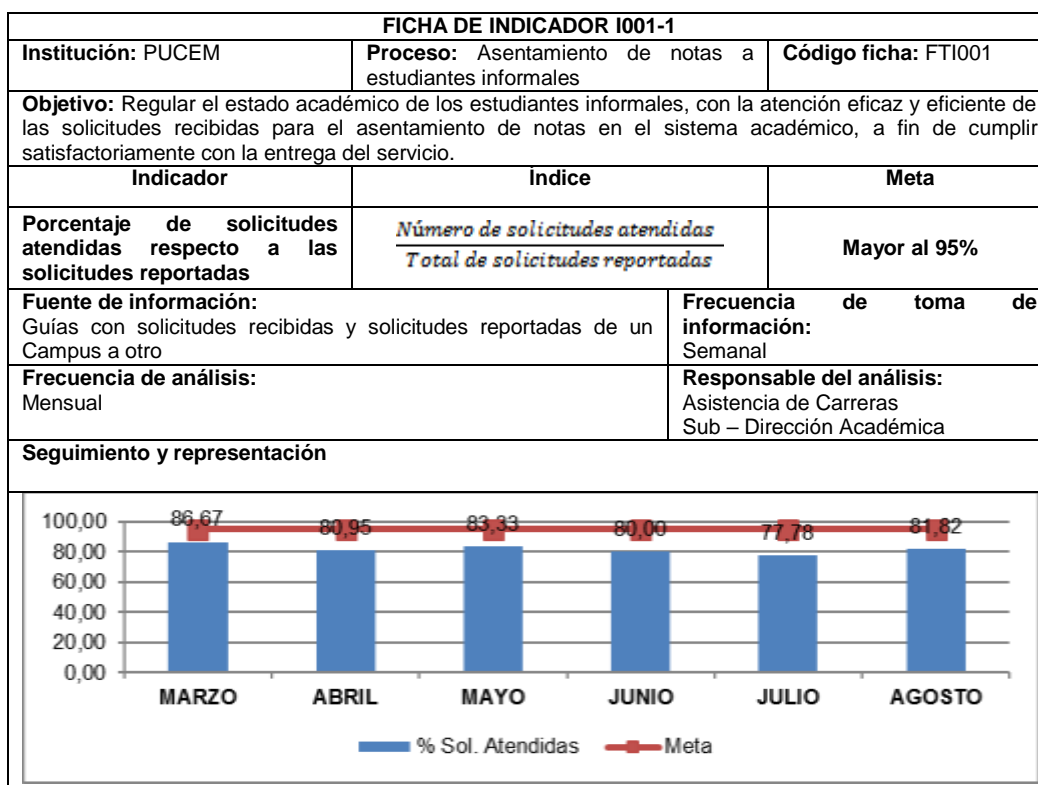 FICHA DE INDICADOR I001-1
Institución: PUCEM
Proceso: Asentamiento de notas a
estudiantes informales
Código ficha: FTI001
Objetivo: Regular el estado académico de los estudiantes informales, con la atención eficaz y eficiente de
las solicitudes recibidas para el asentamiento de notas en el sistema académico, a fin de cumplir
satisfactoriamente con la entrega del servicio.
Indicador
Índice
Meta
Porcentaje de solicitudes
atendidas respecto a las
solicitudes reportadas
Número de solicitudes atendidas
Total de solicitudes reportadas
Mayor al 95%
Fuente de información:
Guías con solicitudes recibidas y solicitudes reportadas de un
Campus a otro
Frecuencia de toma de
información:
Semanal
Frecuencia de análisis:
Mensual
Responsable del análisis:
Asistencia de Carreras
Sub – Dirección Académica
Seguimiento y representación
100,00
80,00
60,00
40,00
20,00
0,00
86,67
80,95
83,33
80,00
77,78
81,82
MARZO
ABRIL
MAYO
JUNIO
JULIO
AGOSTO
% Sol. Atendidas
Meta